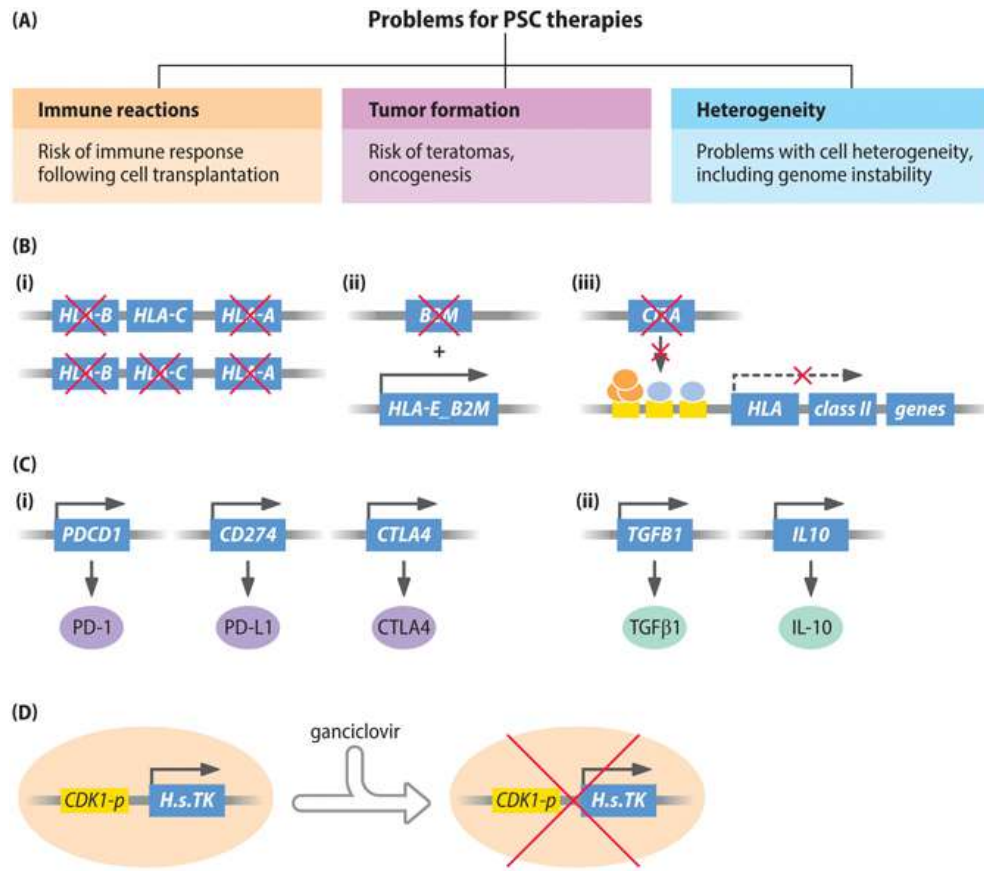 (A)
Problems for PSC therapies
Immune reactions
Risk of immune response
following cell transplantation
Tumor formation
Risk of teratomas,
oncogenesis
Heterogeneity
Problems with cell heterogeneity,
including genome instability
(B)
(i)
HLA-B HLA-C HLA-A
HLA-B HLA-C HLA-A
(ii)
B2M
+
HLA-E_B2M
(iii)
HLA class II genes
(C)
(i)
PDCD1 CD274 CTLA4
PD-1 PD-L1 CTLA4
(ii)
TGFB1 IL10
TGFβ1 IL-10
(D)
CDK1-p H.s.TK
ganciclovir
CDK1-p H.s.TK